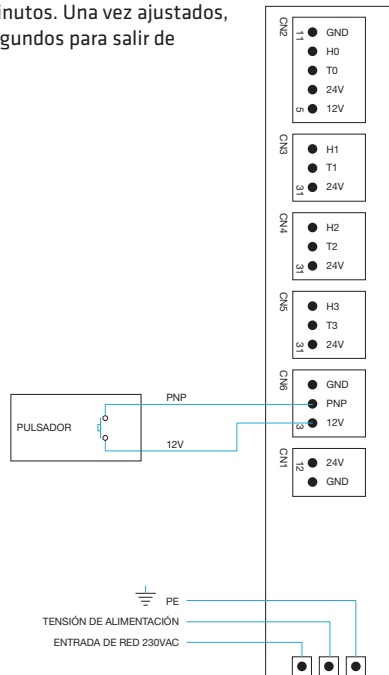 inutos. Una vez ajustados,
gundos para salir de
CN2
11
GND
H0
T0
24V
5
12V
CN3
H1
T1
31
24V
CN4
H2
T2
31
24V
CN5
H3
T3
31
24V
CN6
GND
PNP
3
12V
PULSADOR
PNP
12V
CN1
12
24V
GND
PE
TENSIÓN DE ALIMENTACIÓN
ENTRADA DE RED 230VAC